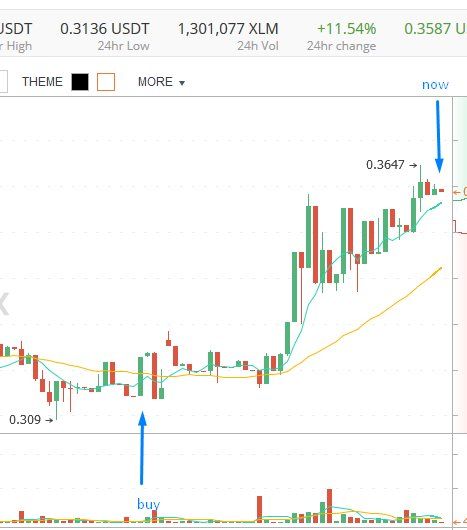 USDT 0.3136 USDT 1,301,077 XLM +11.54% 0.3587 U
r High 24hr Low 24h Vol 24hr change
THEME MORE
now
0.3647
X
0.309
buy